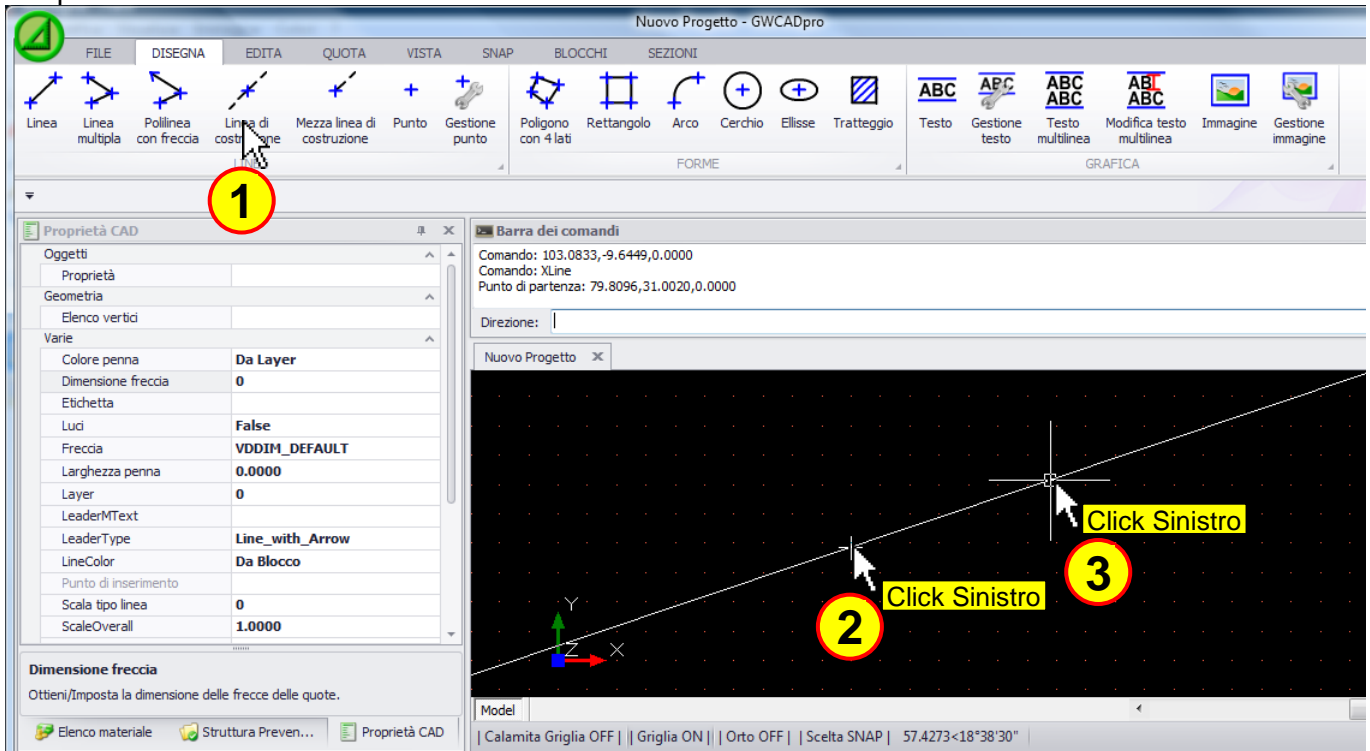 Nuovo Progetto - GWCADpro
FILE DISEGNA EDITA QUOTA VISTA SNAP BLOCCHI SEZIONI
Linea
Linea multipla
Polilinea con freccia
Linea di
Mezza linea di costruzione
Punto
Gestione punto
Poligono con 4 lati
Rettangolo
Arco
Cerchio
Ellisse
Tratteggio
ABC
Testo
ABC
Gestione testo
ABC
ABC
Testo multilinea
ABC
Modifica testo multilinea
Immagine
Gestione immagine
FORME
GRAFICA
1
Proprietà CAD
Oggetti
Proprietà
Geometria
Elenco vertici
Varie
Colore penna Da Layer
Dimensione freccia 0
Etichetta
Luci False
Freccia VDDIM_DEFAULT
Larghezza penna 0.0000
Layer 0
LeaderMText
LeaderType Line_with_Arrow
LineColor Da Blocco
Punto di inserimento
Scala tipo linea 0
ScaleOverall 1.0000
Dimensione freccia
Ottieni/Imposta la dimensione delle frecce delle quote.
Elenco materiale Struttura Preven... Proprietà CAD
Barra dei comandi
Comando: 103.0833,-9.6449,0.0000
Comando: XLine
Punto di partenza: 79.8096,31.0020,0.0000
Direzione:
Nuovo Progetto
Click Sinistro
3
Click Sinistro
2
Y
Z X
Model
| Calamita Griglia OFF | | Griglia ON | | Orto OFF | | Scelta SNAP | 57.4273<18°38'30"